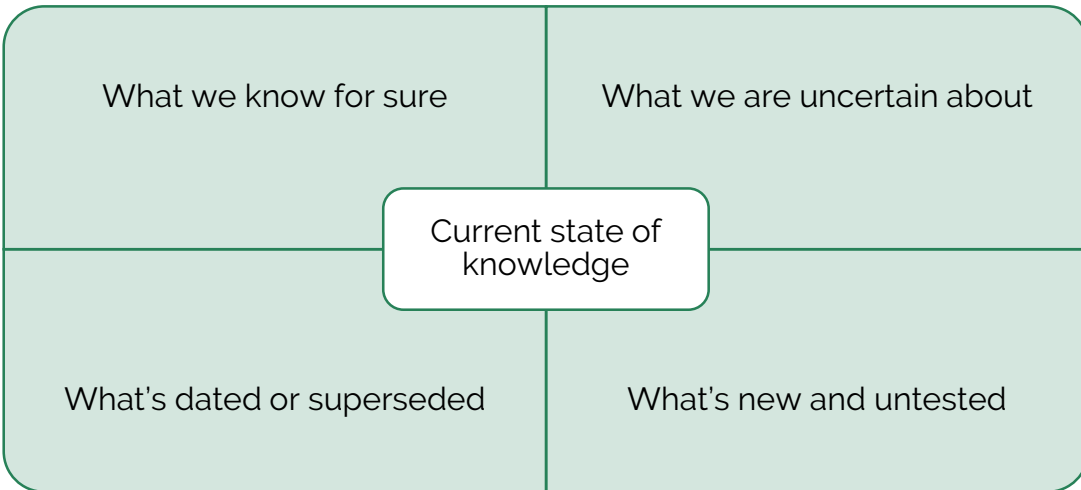 What we know for sure
What we are uncertain about
Current state of
knowledge
What’s dated or superseded
What’s new and untested